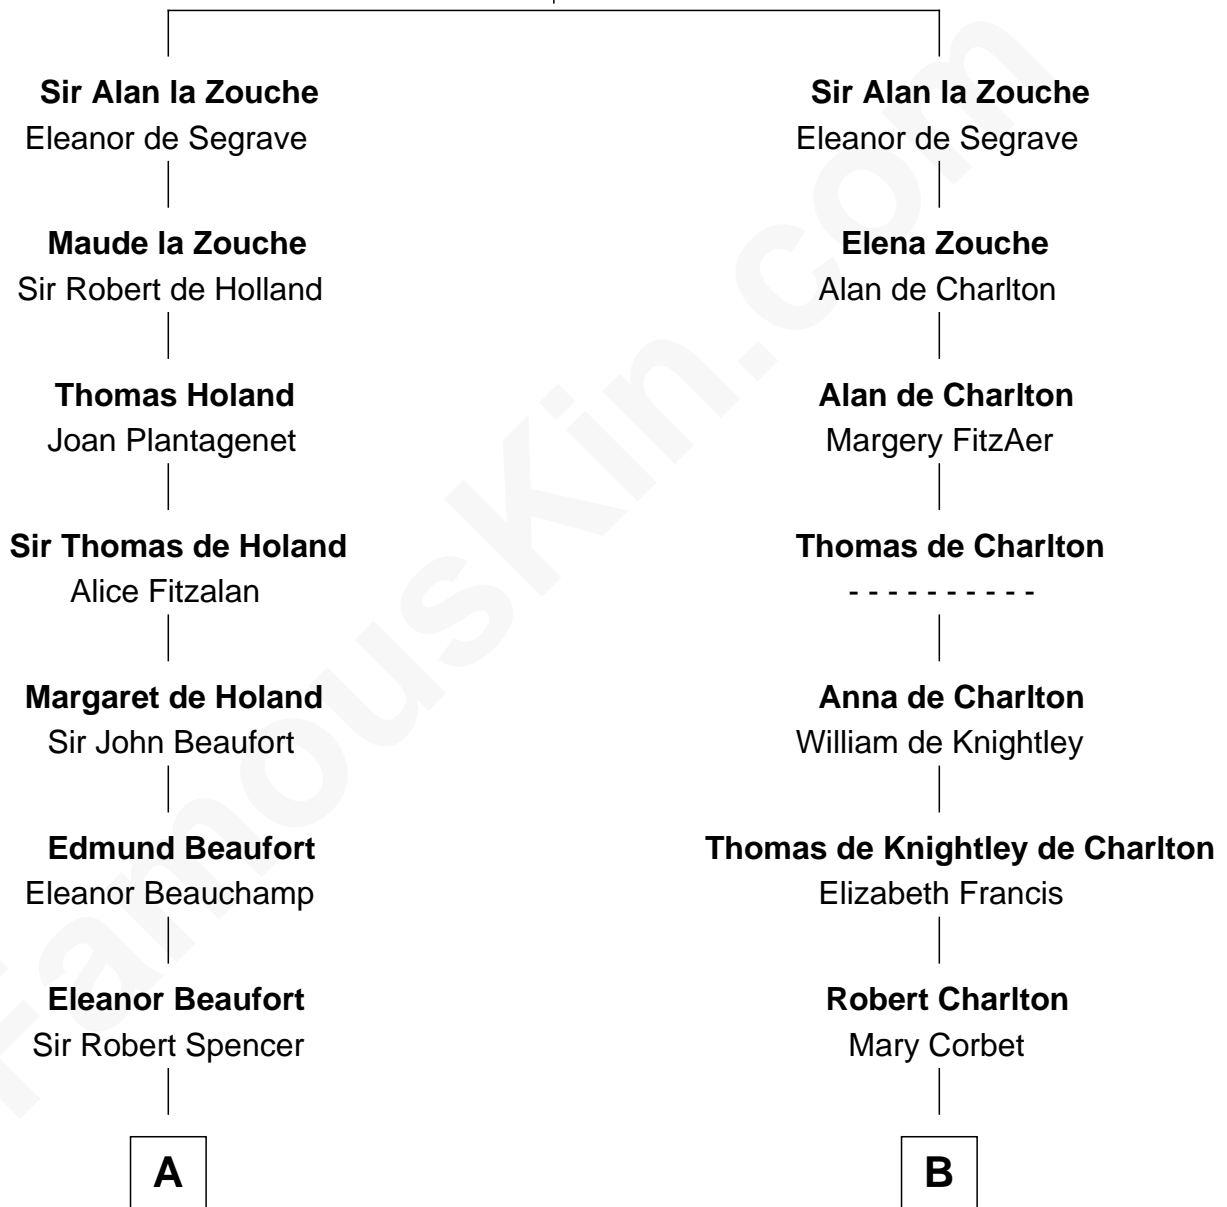 Sir Alan la Zouche
Eleanor de Segrave
Maude la Zouche
Sir Robert de Holland
Thomas Holand
Joan Plantagenet
Sir Thomas de Holand
Alice Fitzalan
Margaret de Holand
Sir John Beaufort
Edmund Beaufort
Eleanor Beauchamp
Eleanor Beaufort
Sir Robert Spencer
A
Sir Alan la Zouche
Eleanor de Segrave
Elena Zouche
Alan de Charlton
Alan de Charlton
Margery FitzAer
Thomas de Charlton
- - - - - - - - - -
Anna de Charlton
William de Knightley
Thomas de Knightley de Charlton
Elizabeth Francis
Robert Charlton
Mary Corbet
B
FamousKin.com